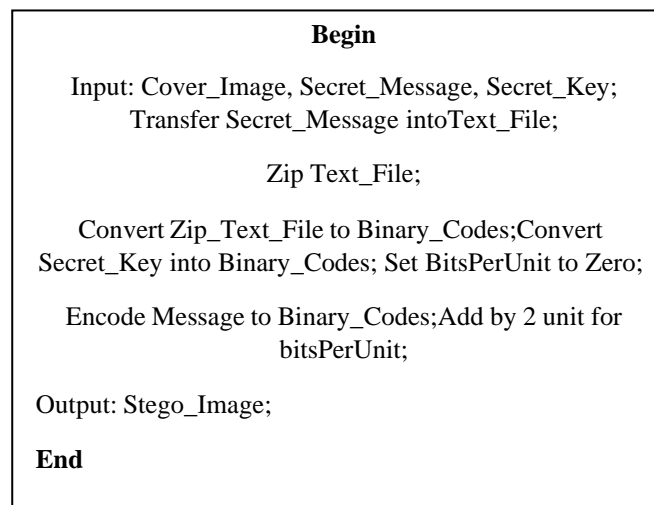 Begin
Input: Cover_Image, Secret_Message, Secret_Key;
Transfer Secret_Message intoText_File;
Zip Text_File;
Convert Zip_Text_File to Binary_Codes;Convert
Secret_Key into Binary_Codes; Set BitsPerUnit to Zero;
Encode Message to Binary_Codes;Add by 2 unit for
bitsPerUnit;
Output: Stego_Image;
End